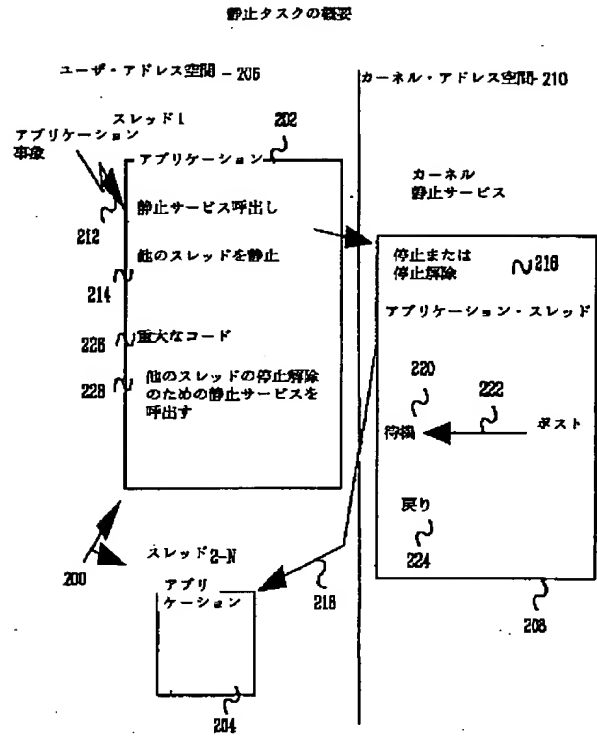 静止タスクの概要
ユーザ・アドレス空間 - 206
カーネル・アドレス空間 - 210
スレッド1
202
アプリケーション
事象
アプリケーション
カーネル
静止サービス
静止サービス呼出し
212
他のスレッドを静止
停止または
停止解除
216
214
アプリケーション・スレッド
重大なコード
226
220
222
228
他のスレッドの停止解除
のための静止サービスを
呼出す
待機
ポスト
戻り
224
200
スレッド2-N
アプリ
ケーション
218
208
204